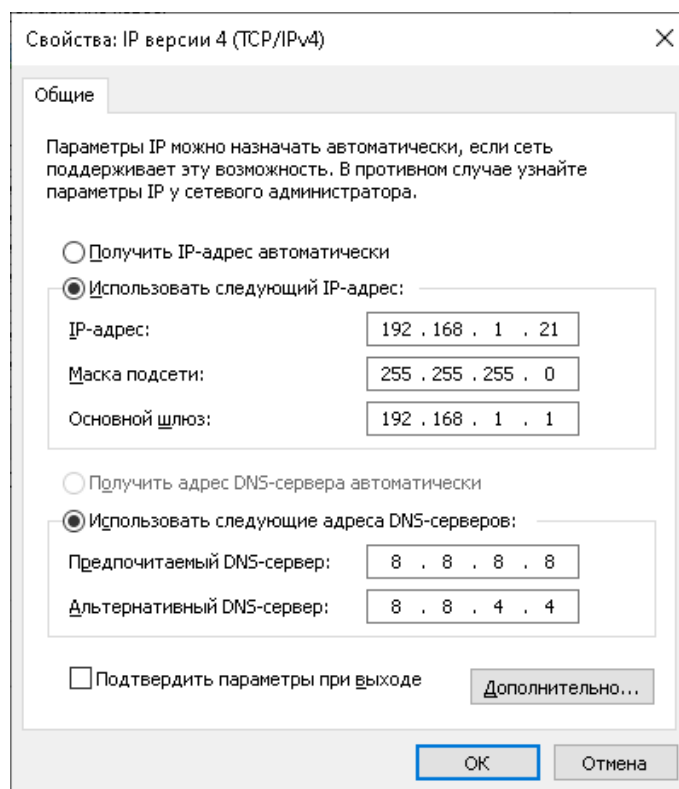 Свойства: IP версии 4 (TCP/IPv4)
Общие
Параметры IP можно назначать автоматически, если сеть
поддерживает эту возможность. В противном случае узнайте
параметры IP у сетевого администратора.
Получить IP-адрес автоматически
Использовать следующий IP-адрес:
IP-адрес: 192 . 168 . 1 . 21
Маска подсети: 255 . 255 . 255 . 0
Основной шлюз: 192 . 168 . 1 . 1
Получить адрес DNS-сервера автоматически
Использовать следующие адреса DNS-серверов:
Предпочитаемый DNS-сервер: 8 . 8 . 8 . 8
Альтернативный DNS-сервер: 8 . 8 . 4 . 4
Подтвердить параметры при выходе
Дополнительно...
ОК Отмена